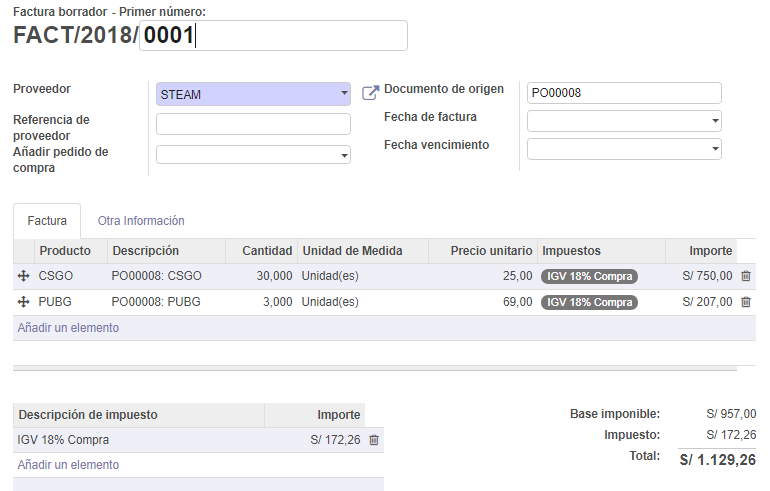 Factura borrador - Primer número:
FACT/2018/ 0001
Proveedor STEAM Documento de origen PO00008
Referencia de proveedor Fecha de factura
Añadir pedido de compra Fecha vencimiento
Factura Otra Información
Producto Descripción Cantidad Unidad de Medida Precio unitario Impuestos Importe
CSGO PO00008: CSGO 30,000 Unidad(es) 25,00 IGV 18% Compra S/ 750,00
PUBG PO00008: PUBG 3,000 Unidad(es) 69,00 IGV 18% Compra S/ 207,00
Añadir un elemento
Descripción de impuesto Importe
IGV 18% Compra S/ 172,26
Añadir un elemento
Base imponible: S/ 957,00
Impuesto: S/ 172,26
Total: S/ 1.129,26